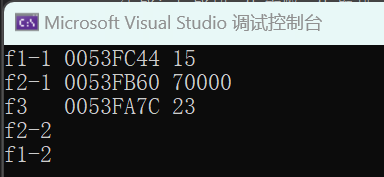 Microsoft Visual Studio 调试控制台
f1-1 0053FC44 15
f2-1 0053FB60 70000
f3   0053FA7C 23
f2-2
f1-2